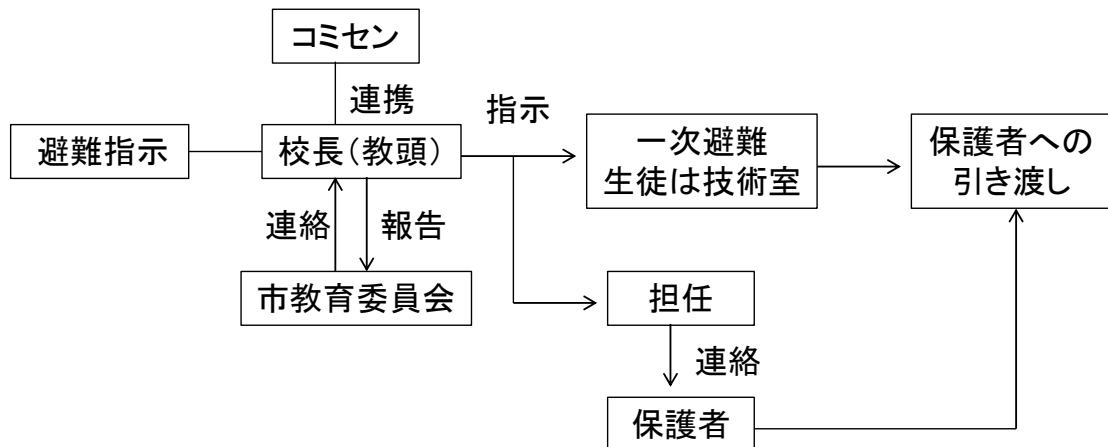 コミセン
連携
指示
避難指示
校長（教頭）
一次避難
生徒は技術室
保護者への
引き渡し
連絡
報告
市教育委員会
担任
連絡
保護者